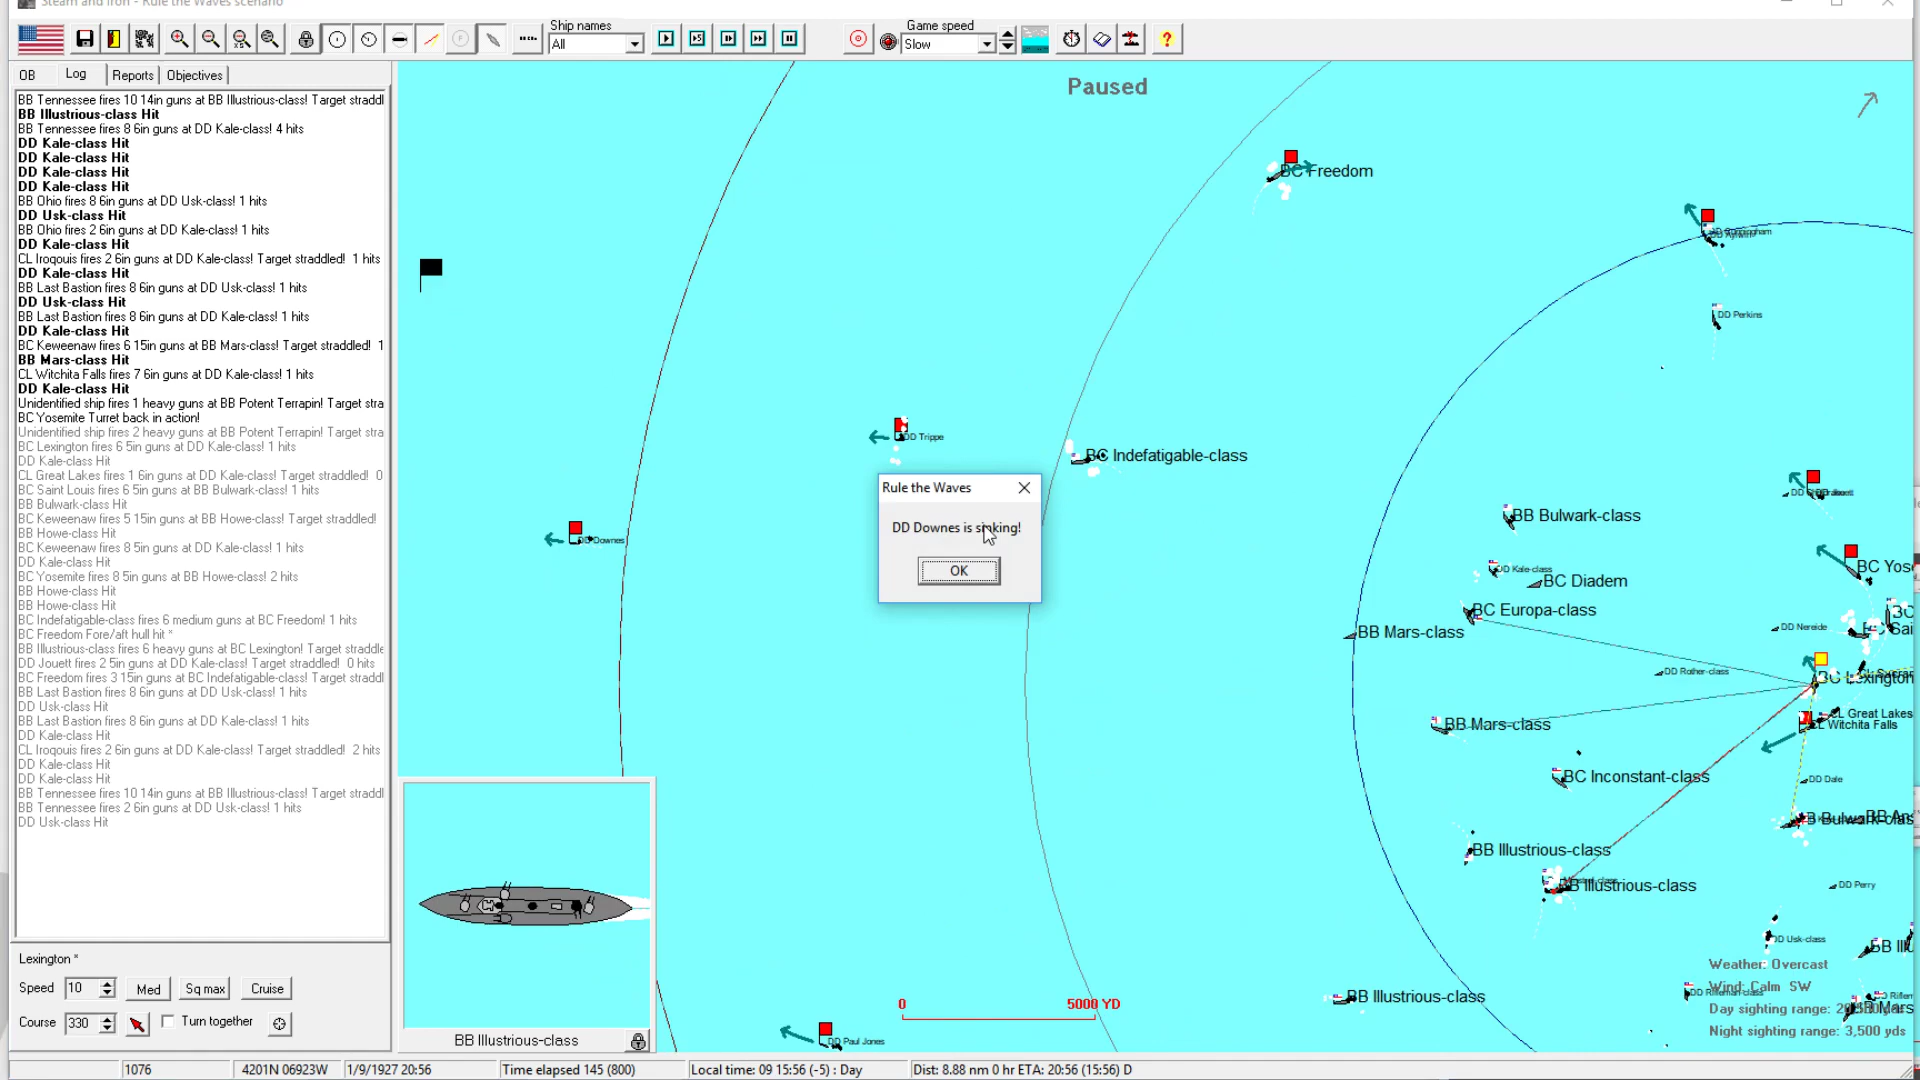 Steam and Iron - Rule the Waves scenario
Ship names
All
Game speed
Slow
OB
Log
Reports
Objectives
BB Tennessee fires 10 14in guns at BB Illustrious-class! Target straddl
BB Illustrious-class Hit
BB Tennessee fires 8 6in guns at DD Kale-class! 4 hits
DD Kale-class Hit
DD Kale-class Hit
DD Kale-class Hit
DD Kale-class Hit
BB Ohio fires 8 6in guns at DD Usk-class! 1 hits
DD Usk-class Hit
BB Ohio fires 2 6in guns at DD Kale-class! 1 hits
DD Kale-class Hit
CL Iroqouis fires 2 6in guns at DD Kale-class! Target straddled! 1 hits
DD Kale-class Hit
BB Last Bastion fires 8 6in guns at DD Usk-class! 1 hits
DD Usk-class Hit
BB Last Bastion fires 8 6in guns at DD Kale-class! 1 hits
DD Kale-class Hit
BC Keweenaw fires 6 15in guns at BB Mars-class! Target straddled! 1
BB Mars-class Hit
CL Witchita Falls fires 7 6in guns at DD Kale-class! 1 hits
DD Kale-class Hit
Unidentified ship fires 1 heavy guns at BB Potent Terrapin! Target stra
BC Yosemite Turret back in action!
Unidentified ship fires 2 heavy guns at BB Potent Terrapin! Target stra
BC Lexington fires 6 5in guns at DD Kale-class! 1 hits
DD Kale-class Hit
CL Great Lakes fires 1 6in guns at DD Kale-class! Target straddled! 0
BC Saint Louis fires 6 5in guns at BB Bulwark-class! 1 hits
BB Bulwark-class Hit
BC Keweenaw fires 5 15in guns at BB Howe-class! Target straddled!
BB Howe-class Hit
BC Keweenaw fires 8 5in guns at DD Kale-class! 1 hits
DD Kale-class Hit
BC Yosemite fires 8 5in guns at BB Howe-class! 2 hits
BB Howe-class Hit
BB Howe-class Hit
BC Indefatigable-class fires 6 medium guns at BC Freedom! 1 hits
BC Freedom Fore/aft hull hit *
BB Illustrious-class fires 6 heavy guns at BC Lexington! Target straddle
DD Jouett fires 2 5in guns at DD Kale-class! Target straddled! 0 hits
BC Freedom fires 3 15in guns at BC Indefatigable-class! Target straddl
BB Last Bastion fires 8 6in guns at DD Usk-class! 1 hits
DD Usk-class Hit
BB Last Bastion fires 8 6in guns at DD Kale-class! 1 hits
DD Kale-class Hit
CL Iroqouis fires 2 6in guns at DD Kale-class! Target straddled! 2 hits
DD Kale-class Hit
DD Kale-class Hit
BB Tennessee fires 10 14in guns at BB Illustrious-class! Target straddl
BB Tennessee fires 2 6in guns at DD Usk-class! 1 hits
DD Usk-class Hit
Lexington *
Speed 10 Med Sq max Cruise
Course 330 Turn together
Paused
BC Freedom
DD Perkins
DD Trippe
BC Indefatigable-class
DD Downes
Rule the Waves
DD Downes is sinking!
OK
BB Bulwark-class
DD Kale-class
BC Diadem
BC Yos
BC Europa-class
BB Mars-class
DD Nereide
DD Rother-class
BC Lexington
BB Mars-class
CL Great Lakes
CL Witchita Falls
BC Inconstant-class
DD Dale
BB Illustrious-class
BB Illustrious-class
DD Perry
DD Usk-class
BB Ill
BB Illustrious-class
DD Paul Jones
0 5000 YD
Weather: Overcast
Wind: Calm SW
Day sighting range:
Night sighting range: 3,500 yds
BB Illustrious-class
1076
4201N 06923W
1/9/1927 20:56
Time elapsed 145 (800)
Local time: 09 15:56 (-5) : Day
Dist: 8.88 nm 0 hr ETA: 20:56 (15:56) D